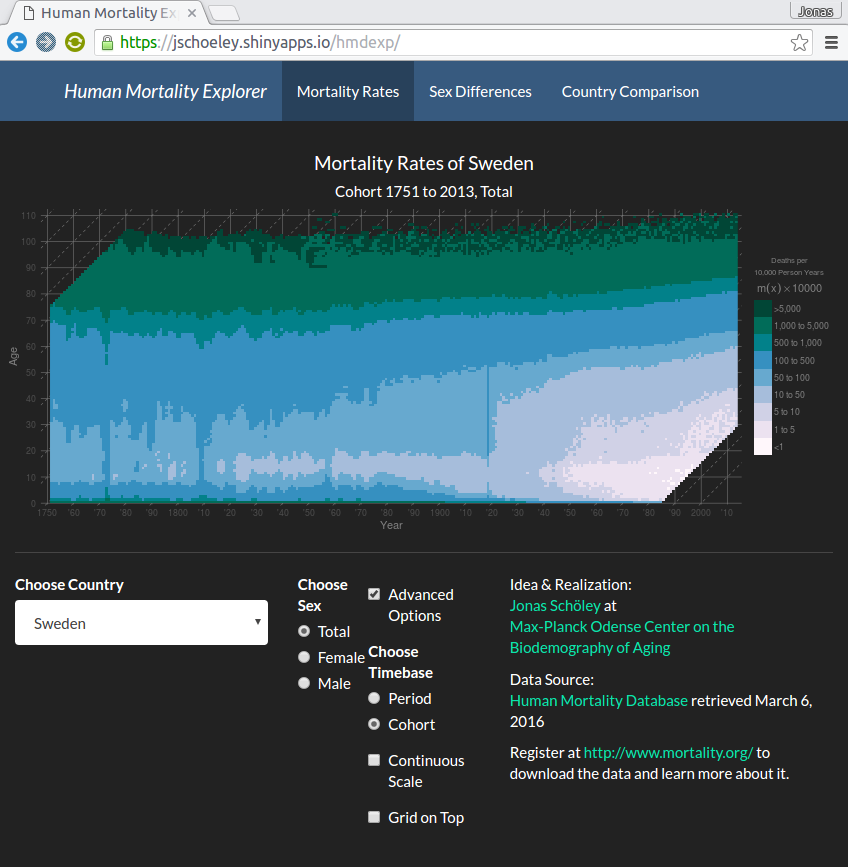 Human Mortality Ex
Jonas
https://jschoeley.shinyapps.io/hmdexp/
Human Mortality Explorer
Mortality Rates
Sex Differences
Country Comparison
Mortality Rates of Sweden
Cohort 1751 to 2013, Total
110
100
90
80
70
60
50
40
30
20
10
0
Age
1750 '60 '70 '80 '90 1800 '10 '20 '30 '40 '50 '60 '70 '80 '90 1900 '10 '20 '30 '40 '50 '60 '70 '80 '90 2000 '10
Year
Deaths per
10,000 Person Years
m(x) × 10000
>5,000
1,000 to 5,000
500 to 1,000
100 to 500
50 to 100
10 to 50
5 to 10
1 to 5
<1
Choose Country
Sweden
Choose
Sex
Total
Female
Male
Advanced
Options
Choose
Timebase
Period
Cohort
Continuous
Scale
Grid on Top
Idea & Realization:
Jonas Schöley at
Max-Planck Odense Center on the
Biodemography of Aging
Data Source:
Human Mortality Database retrieved March 6,
2016
Register at http://www.mortality.org/ to
download the data and learn more about it.